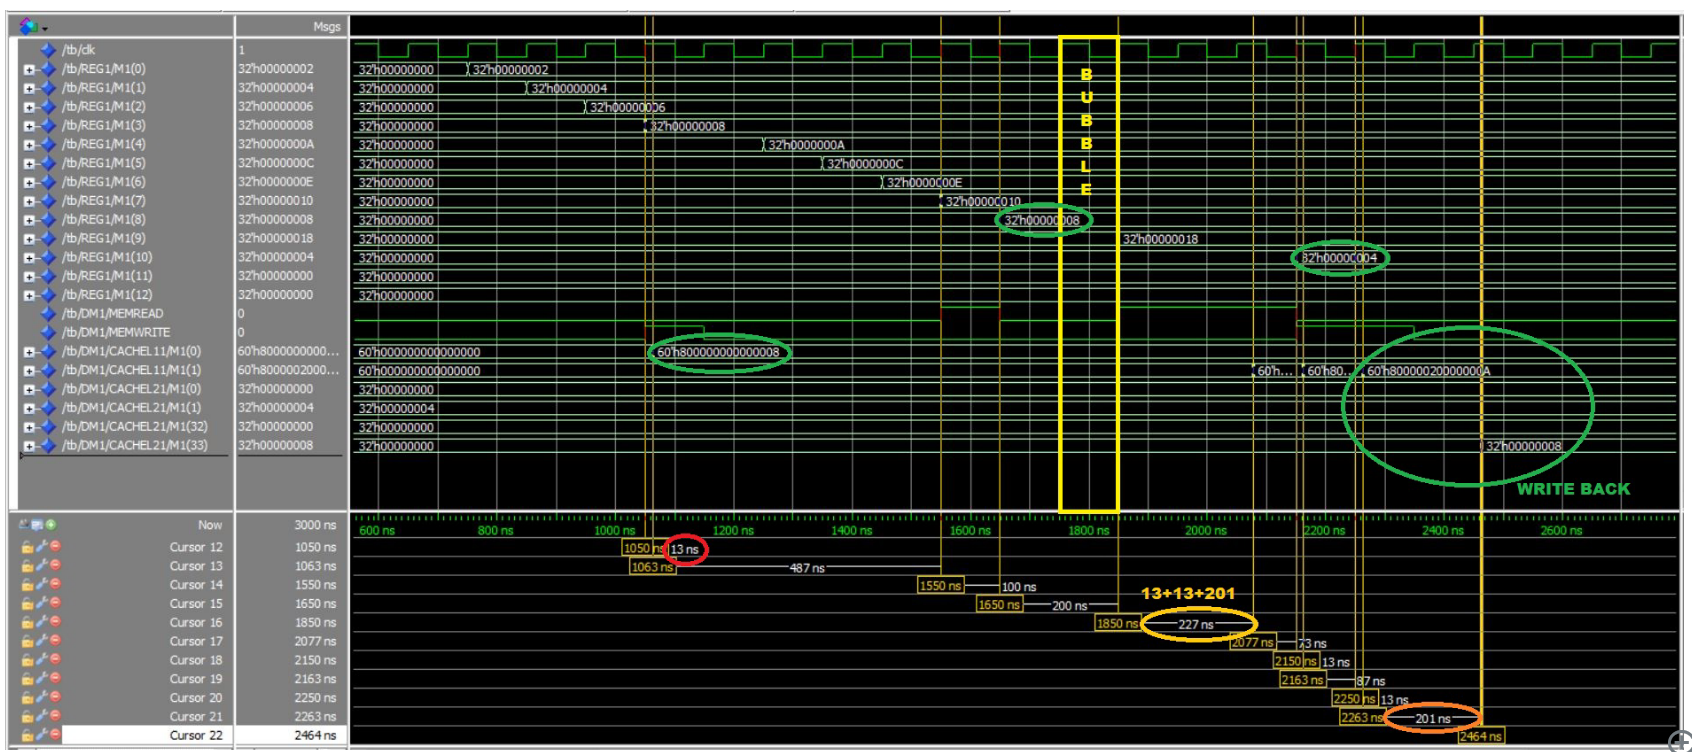 Msgs
/tb/clk 1
/tb/REG1/M1(0) 32'h00000002 32'h00000000 32'h00000002
/tb/REG1/M1(1) 32'h00000004 32'h00000000 32'h00000004
/tb/REG1/M1(2) 32'h00000006 32'h00000000 32'h00000006
/tb/REG1/M1(3) 32'h00000008 32'h00000000 32'h00000008
/tb/REG1/M1(4) 32'h0000000A 32'h00000000 32'h0000000A
/tb/REG1/M1(5) 32'h0000000C 32'h00000000 32'h0000000C
/tb/REG1/M1(6) 32'h0000000E 32'h00000000 32'h0000000E
/tb/REG1/M1(7) 32'h00000010 32'h00000000 32'h00000010
/tb/REG1/M1(8) 32'h00000008 32'h00000000 32'h00000008
/tb/REG1/M1(9) 32'h00000018 32'h00000000 32'h00000018
/tb/REG1/M1(10) 32'h00000004 32'h00000000 32'h00000004
/tb/REG1/M1(11) 32'h00000000 32'h00000000
/tb/REG1/M1(12) 32'h00000000 32'h00000000
/tb/DM1/MEMREAD 0
/tb/DM1/MEMWRITE 0
/tb/DM1/CACHEL11/M1(0) 60'h8000000000... 60'h000000000000000 60'h800000000000008
/tb/DM1/CACHEL11/M1(1) 60'h8000002000... 60'h000000000000000 60'h... 60'h80... 60'h80000020000000A
/tb/DM1/CACHEL21/M1(0) 32'h00000000 32'h00000000
/tb/DM1/CACHEL21/M1(1) 32'h00000004 32'h00000004
/tb/DM1/CACHEL21/M1(32) 32'h00000000 32'h00000000
/tb/DM1/CACHEL21/M1(33) 32'h00000008 32'h00000000 32'h00000008
B
U
B
B
L
E
WRITE BACK
Now 3000 ns 600 ns 800 ns 1000 ns 1200 ns 1400 ns 1600 ns 1800 ns 2000 ns 2200 ns 2400 ns 2600 ns
Cursor 12 1050 ns 1050 ns 13 ns
Cursor 13 1063 ns 1063 ns 487 ns
Cursor 14 1550 ns 1550 ns 100 ns
13+13+201
Cursor 15 1650 ns 1650 ns 200 ns
Cursor 16 1850 ns 1850 ns 227 ns
Cursor 17 2077 ns 2077 ns 73 ns
Cursor 18 2150 ns 2150 ns 13 ns
Cursor 19 2163 ns 2163 ns 87 ns
Cursor 20 2250 ns 2250 ns 13 ns
Cursor 21 2263 ns 2263 ns 201 ns
Cursor 22 2464 ns 2464 ns